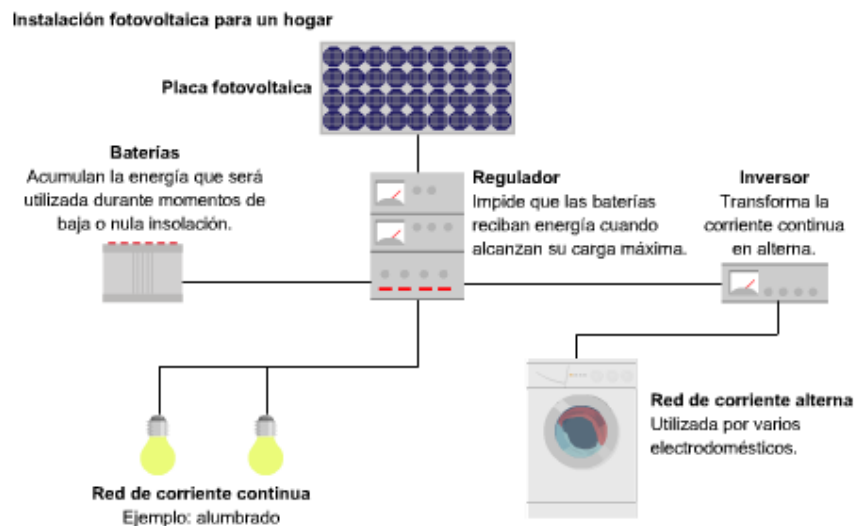 Instalación fotovoltaica para un hogar
Placa fotovoltaica
Baterías
Acumulan la energía que será
utilizada durante momentos de
baja o nula insolación.
Regulador
Impide que las baterías
reciban energía cuando
alcanzan su carga máxima.
Inversor
Transforma la
corriente continua
en alterna.
Red de corriente alterna
Utilizada por varios
electrodomésticos.
Red de corriente continua
Ejemplo: alumbrado